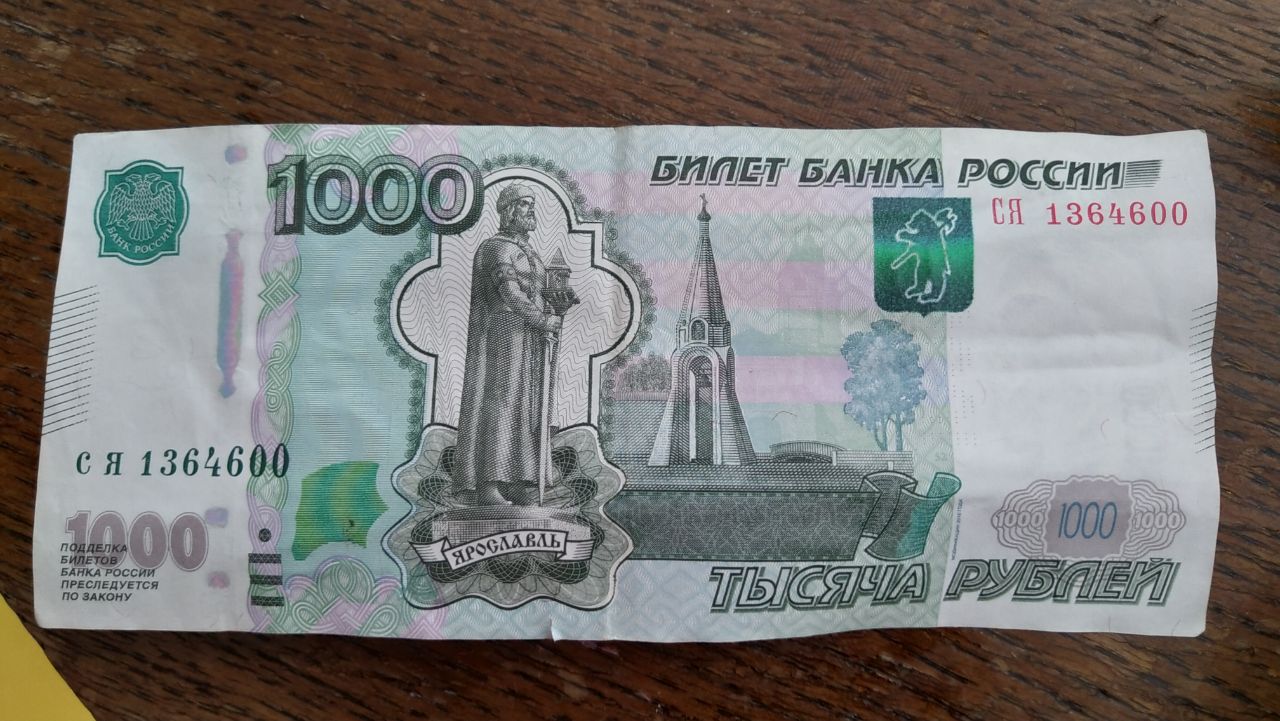 БАНК РОССИИ
1000
БИЛЕТ БАНКА РОССИИ
СЯ 1364600
СЯ 1364600
1000
ПОДДЕЛКА
БИЛЕТОВ
БАНКА РОССИИ
ПРЕСЛЕДУЕТСЯ
ПО ЗАКОНУ
ЯРОСЛАВЛЬ
1000 1000 1000
ТЫСЯЧА РУБЛЕЙ